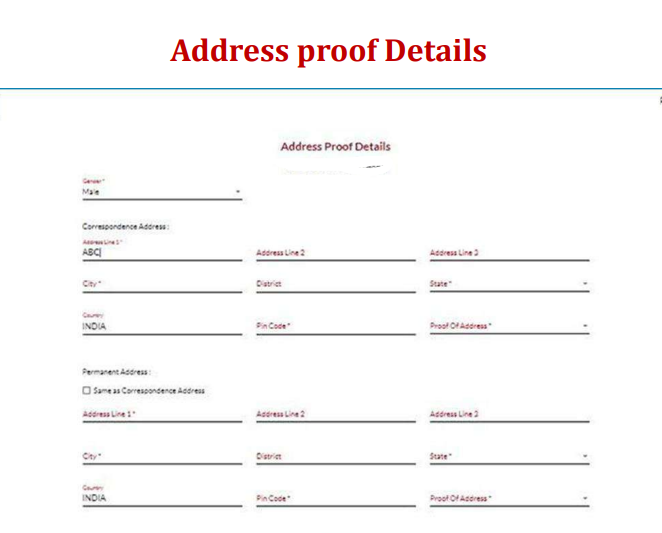 Address proof Details
Address Proof Details
Gender*
Male
Correspondence Address :
Address Line 1*
ABC
Address Line 2
Address Line 3
City*
District
State*
Country
INDIA
Pin Code*
Proof Of Address*
Permanent Address :
Same as Correspondence Address
Address Line 1*
Address Line 2
Address Line 3
City*
District
State*
Country
INDIA
Pin Code*
Proof Of Address*